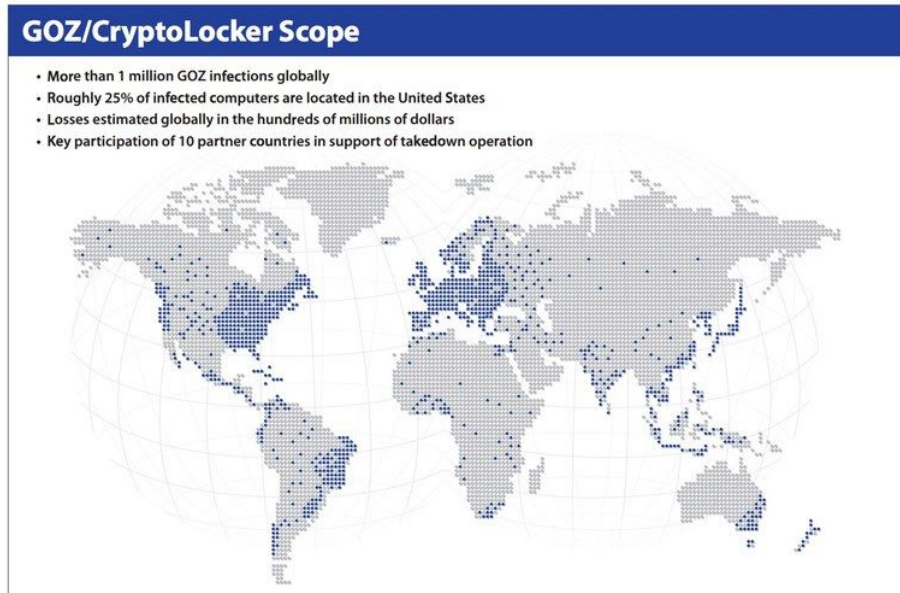 GOZ/CryptoLocker Scope
• More than 1 million GOZ infections globally
• Roughly 25% of infected computers are located in the United States
• Losses estimated globally in the hundreds of millions of dollars
• Key participation of 10 partner countries in support of takedown operation